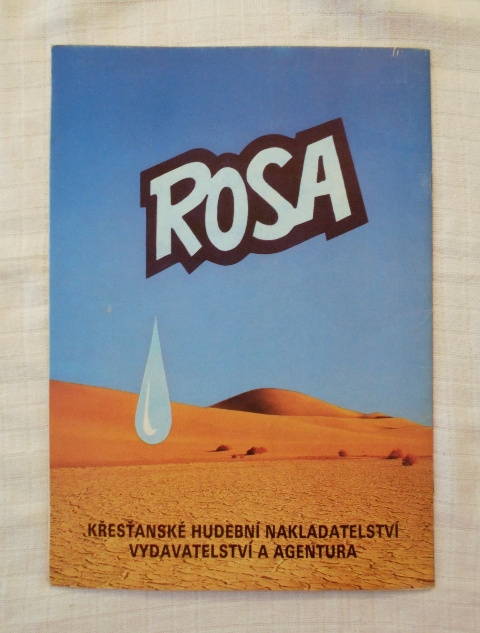 ROSA
KŘESŤANSKÉ HUDEBNÍ NAKLADATELSTVÍ
VYDAVATELSTVÍ A AGENTURA